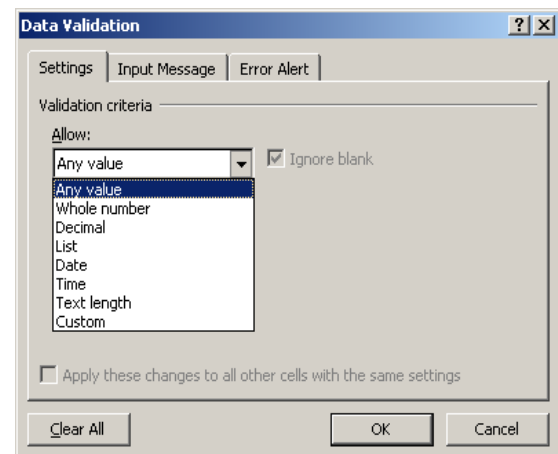 Data Validation
Settings Input Message Error Alert
Validation criteria
Allow:
Any value Ignore blank
Any value
Whole number
Decimal
List
Date
Time
Text length
Custom
Apply these changes to all other cells with the same settings
Clear All OK Cancel